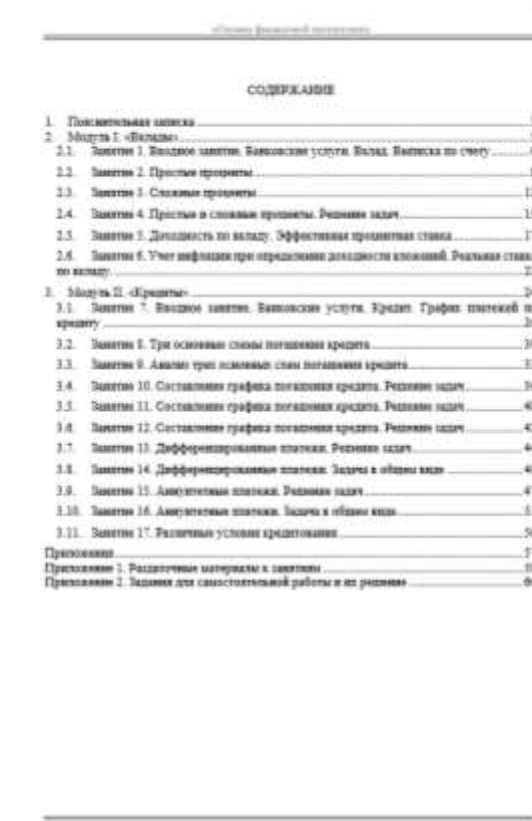 «Основы финансовой математики»
СОДЕРЖАНИЕ
1. Пояснительная записка
2. Модуль I. «Вклады»
2.1. Занятие 1. Вводное занятие. Банковские услуги. Вклад. Выписка по счету
2.2. Занятие 2. Простые проценты
2.3. Занятие 3. Сложные проценты
2.4. Занятие 4. Простые и сложные проценты. Решение задач
2.5. Занятие 5. Доходность по вкладу. Эффективная процентная ставка
2.6. Занятие 6. Учет инфляции при определении доходности вложений. Реальная ставка
по вкладу
3. Модуль II. «Кредиты»
3.1. Занятие 7. Вводное занятие. Банковские услуги. Кредит. График платежей
кредиту
3.2. Занятие 8. Три основные схемы погашения кредита
3.3. Занятие 9. Анализ трех основных схем погашения кредита
3.4. Занятие 10. Составление графика погашения кредита. Решение задач
3.5. Занятие 11. Составление графика погашения кредита. Решение задач
3.6. Занятие 12. Составление графика погашения кредита. Решение задач
3.7. Занятие 13. Дифференцированные платежи. Решение задач
3.8. Занятие 14. Дифференцированные платежи. Задача в общем виде
3.9. Занятие 15. Аннуитетные платежи. Решение задач
3.10. Занятие 16. Аннуитетные платежи. Задача в общем виде
3.11. Занятие 17. Различные условия кредитования
Приложения
Приложение 1. Раздаточные материалы к занятиям
Приложение 2. Задания для самостоятельной работы и их решение